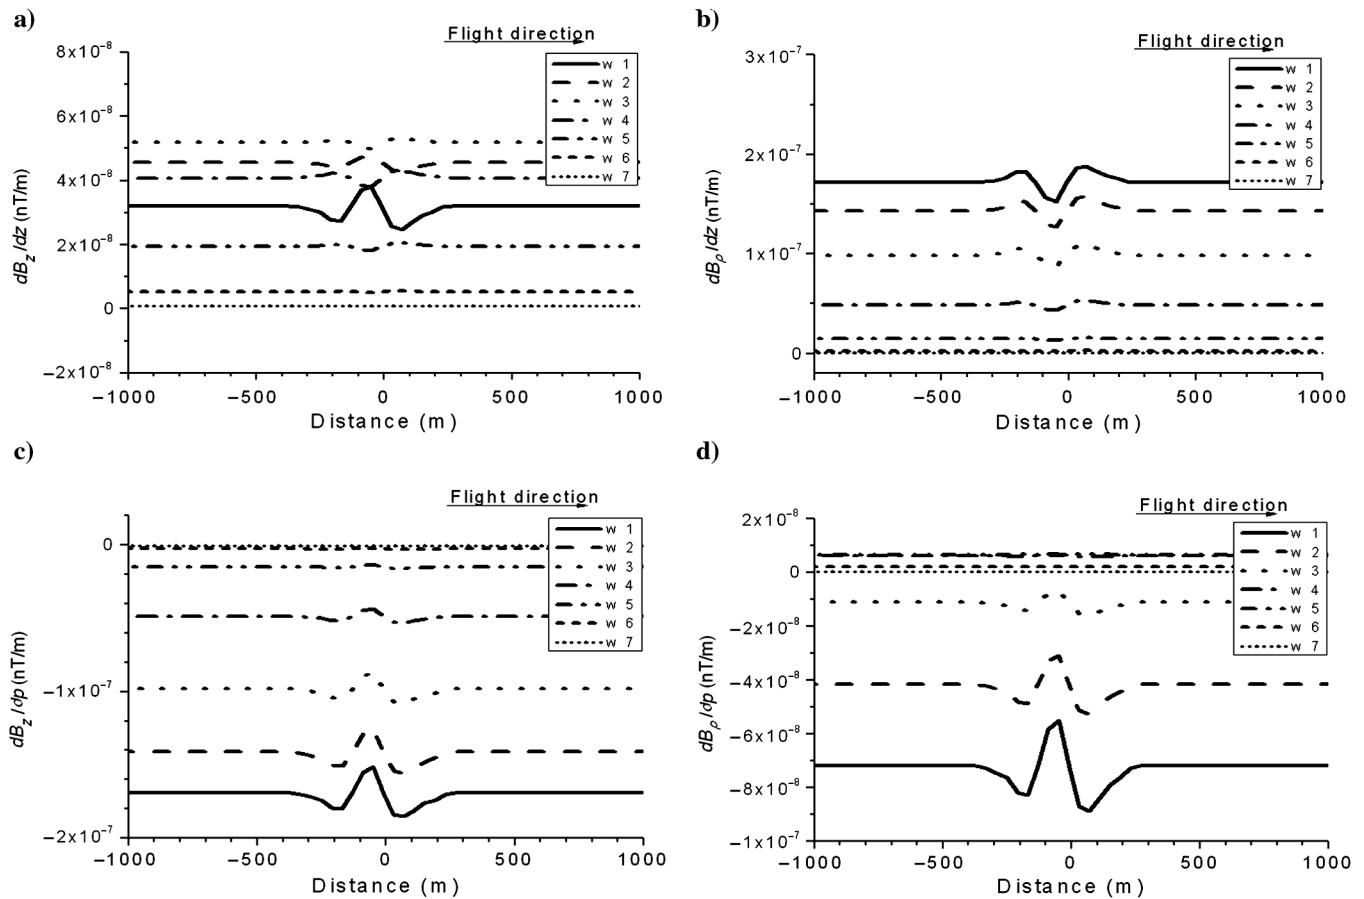 a)
Flight direction
8x10⁻⁸
6x10⁻⁸
4x10⁻⁸
2x10⁻⁸
0
−2x10⁻⁸
dB_z/dz (nT/m)
w 1
w 2
w 3
w 4
w 5
w 6
w 7
−1000
−500
0
500
1000
Distance (m)
b)
Flight direction
3x10⁻⁷
2x10⁻⁷
1x10⁻⁷
0
dB_ρ/dz (nT/m)
w 1
w 2
w 3
w 4
w 5
w 6
w 7
−1000
−500
0
500
1000
Distance (m)
c)
Flight direction
0
−1x10⁻⁷
−2x10⁻⁷
dB_z/dρ (nT/m)
w 1
w 2
w 3
w 4
w 5
w 6
w 7
−1000
−500
0
500
1000
Distance (m)
d)
Flight direction
2x10⁻⁸
0
−2x10⁻⁸
−4x10⁻⁸
−6x10⁻⁸
−8x10⁻⁸
−1x10⁻⁷
dB_ρ/dρ (nT/m)
w 1
w 2
w 3
w 4
w 5
w 6
w 7
−1000
−500
0
500
1000
Distance (m)